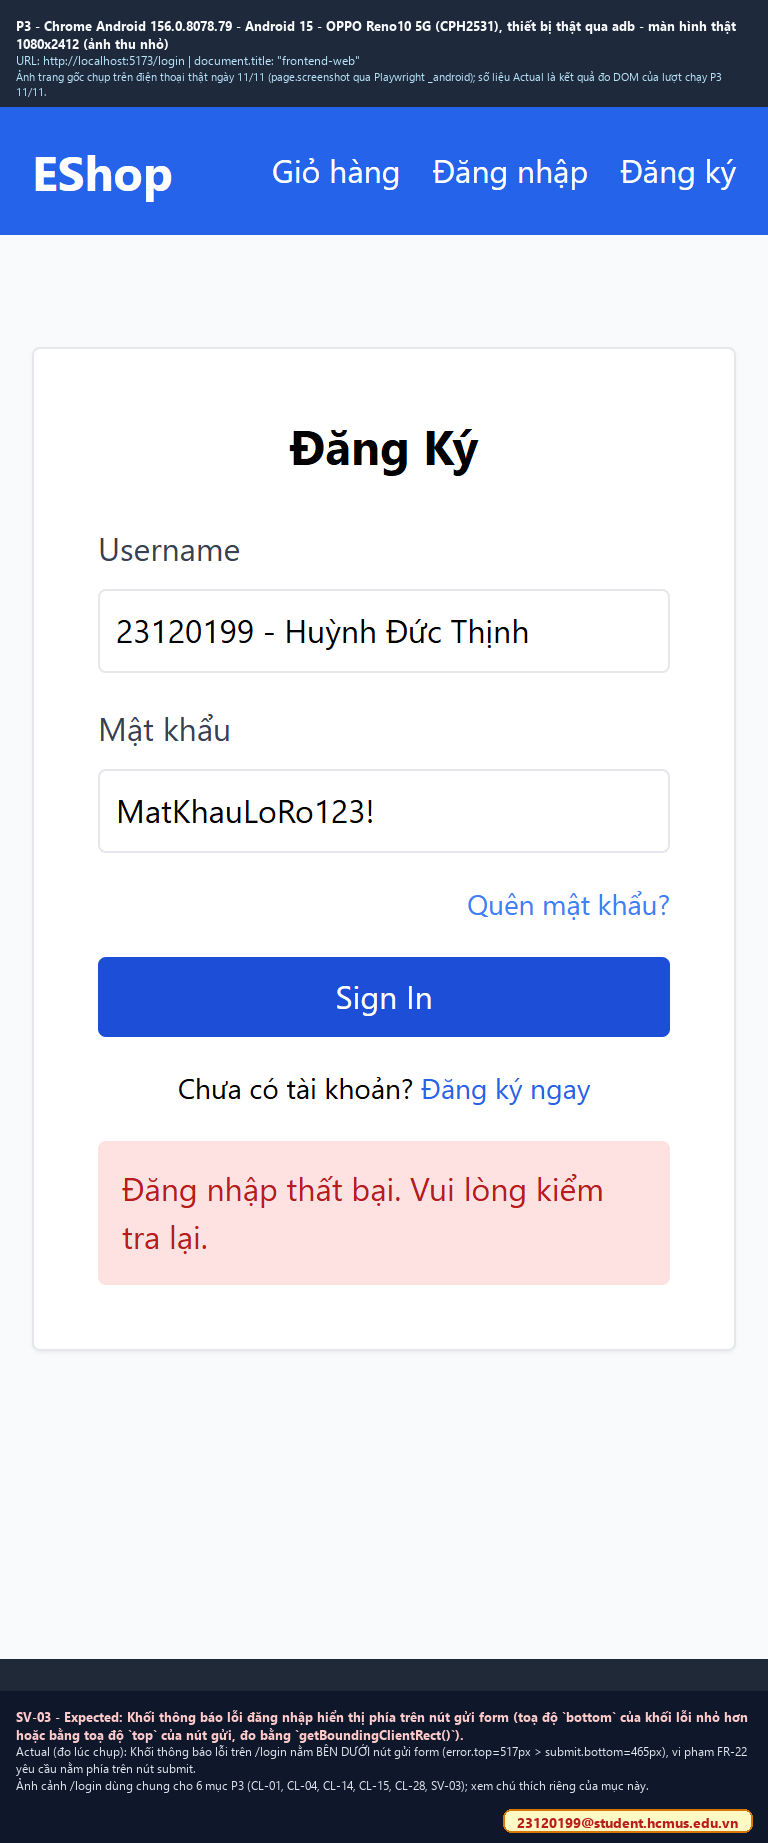 P3 - Chrome Android 156.0.8078.79 - Android 15 - OPPO Reno10 5G (CPH2531), thiết bị thật qua adb - màn hình thật
1080x2412 (ảnh thu nhỏ)
URL: http://localhost:5173/login | document.title: "frontend-web"
Ảnh trang gốc chụp trên điện thoại thật ngày 11/11 (page.screenshot qua Playwright _android); số liệu Actual là kết quả đo DOM của lượt chạy P3
11/11.
EShop
Giỏ hàng Đăng nhập Đăng ký
Đăng Ký
Username
23120199 - Huỳnh Đức Thịnh
Mật khẩu
MatKhauLoRo123!
Quên mật khẩu?
Sign In
Chưa có tài khoản? Đăng ký ngay
Đăng nhập thất bại. Vui lòng kiểm
tra lại.
SV-03 - Expected: Khối thông báo lỗi đăng nhập hiển thị phía trên nút gửi form (toạ độ `bottom` của khối lỗi nhỏ hơn
hoặc bằng toạ độ `top` của nút gửi, đo bằng `getBoundingClientRect()`).
Actual (đo lúc chụp): Khối thông báo lỗi trên /login nằm BÊN DƯỚI nút gửi form (error.top=517px > submit.bottom=465px), vi phạm FR-22
yêu cầu nằm phía trên nút submit.
Ảnh cảnh /login dùng chung cho 6 mục P3 (CL-01, CL-04, CL-14, CL-15, CL-28, SV-03); xem chú thích riêng của mục này.
23120199@student.hcmus.edu.vn